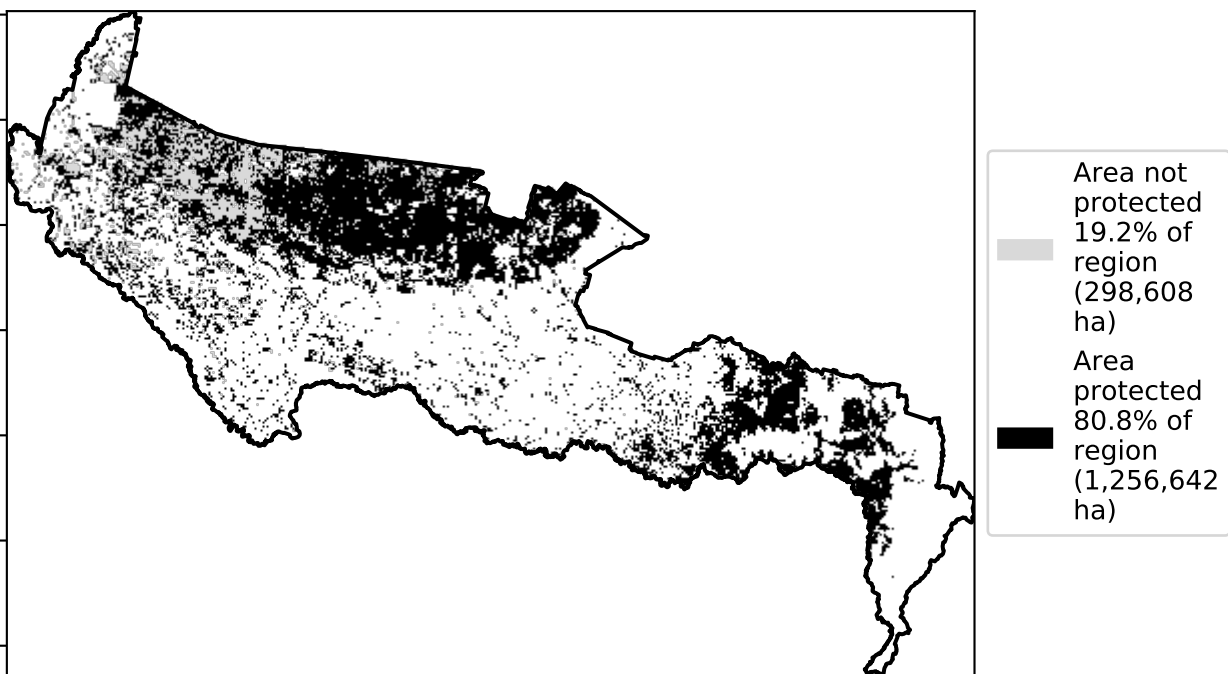 Area not
protected
19.2% of
region
(298,608
ha)
Area
protected
80.8% of
region
(1,256,642
ha)